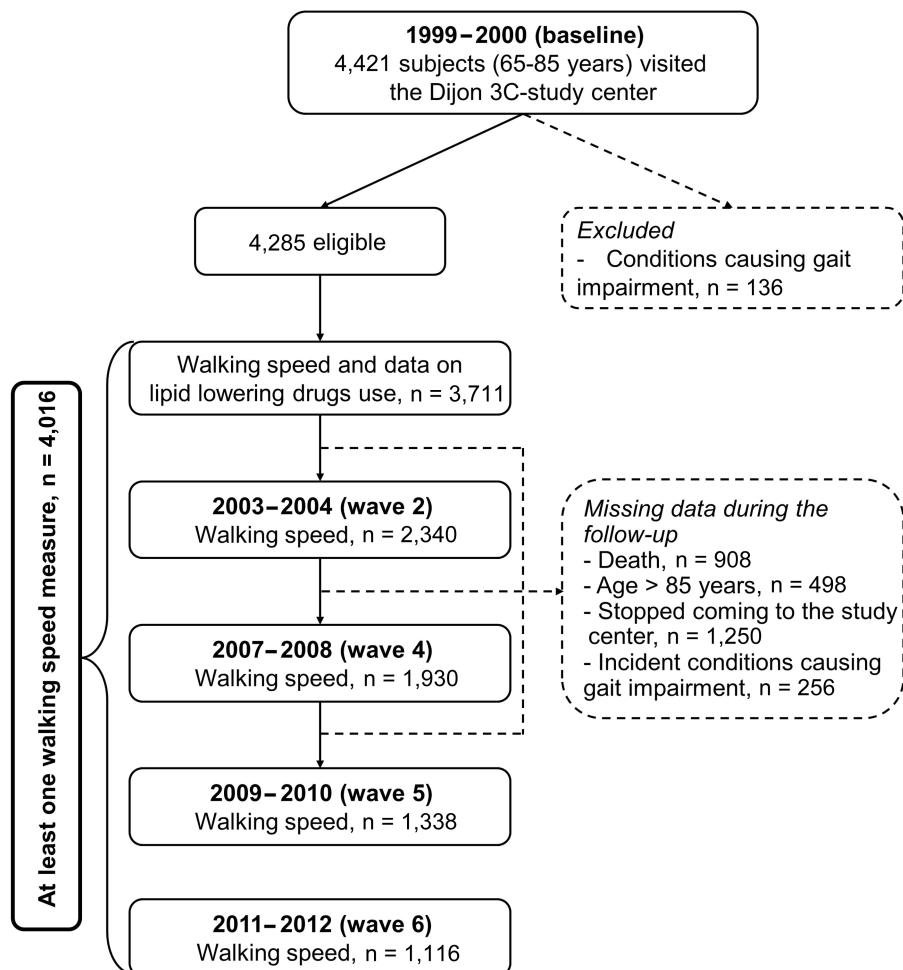 1999–2000 (baseline)
4,421 subjects (65-85 years) visited
the Dijon 3C-study center
4,285 eligible
Excluded
- Conditions causing gait
impairment, n = 136
Walking speed and data on
lipid lowering drugs use, n = 3,711
At least one walking speed measure, n = 4,016
2003–2004 (wave 2)
Walking speed, n = 2,340
Missing data during the
follow-up
- Death, n = 908
- Age > 85 years, n = 498
- Stopped coming to the study
center, n = 1,250
- Incident conditions causing
gait impairment, n = 256
2007–2008 (wave 4)
Walking speed, n = 1,930
2009–2010 (wave 5)
Walking speed, n = 1,338
2011–2012 (wave 6)
Walking speed, n = 1,116